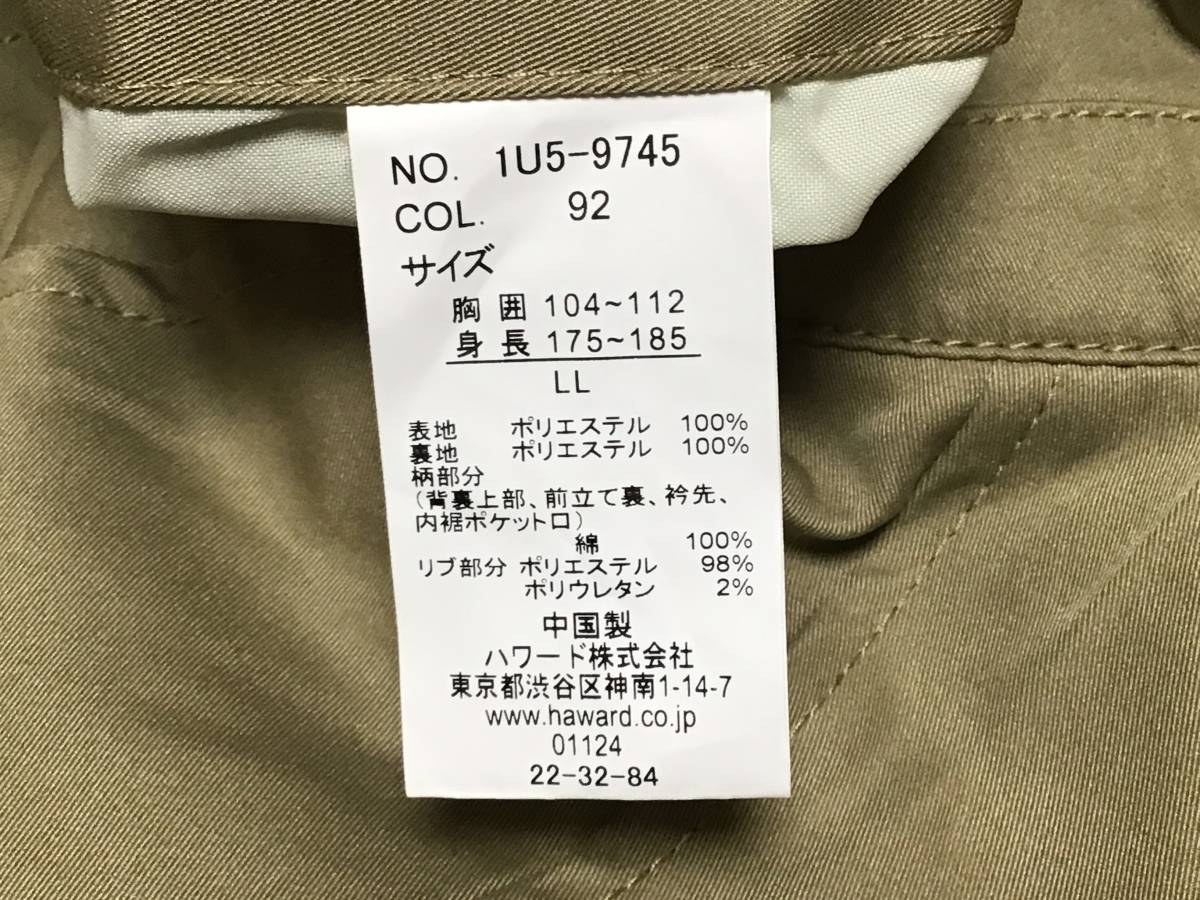 NO. 1U5-9745
COL. 92
サイズ
胸 囲 104~112
身 長 175~185
LL
表地 ポリエステル 100%
裏地 ポリエステル 100%
柄部分
(背裏上部、前立て裏、衿先、
内裾ポケット口)
綿 100%
リブ部分 ポリエステル 98%
ポリウレタン 2%
中国製
ハワード株式会社
東京都渋谷区神南1-14-7
www.haward.co.jp
01124
22-32-84